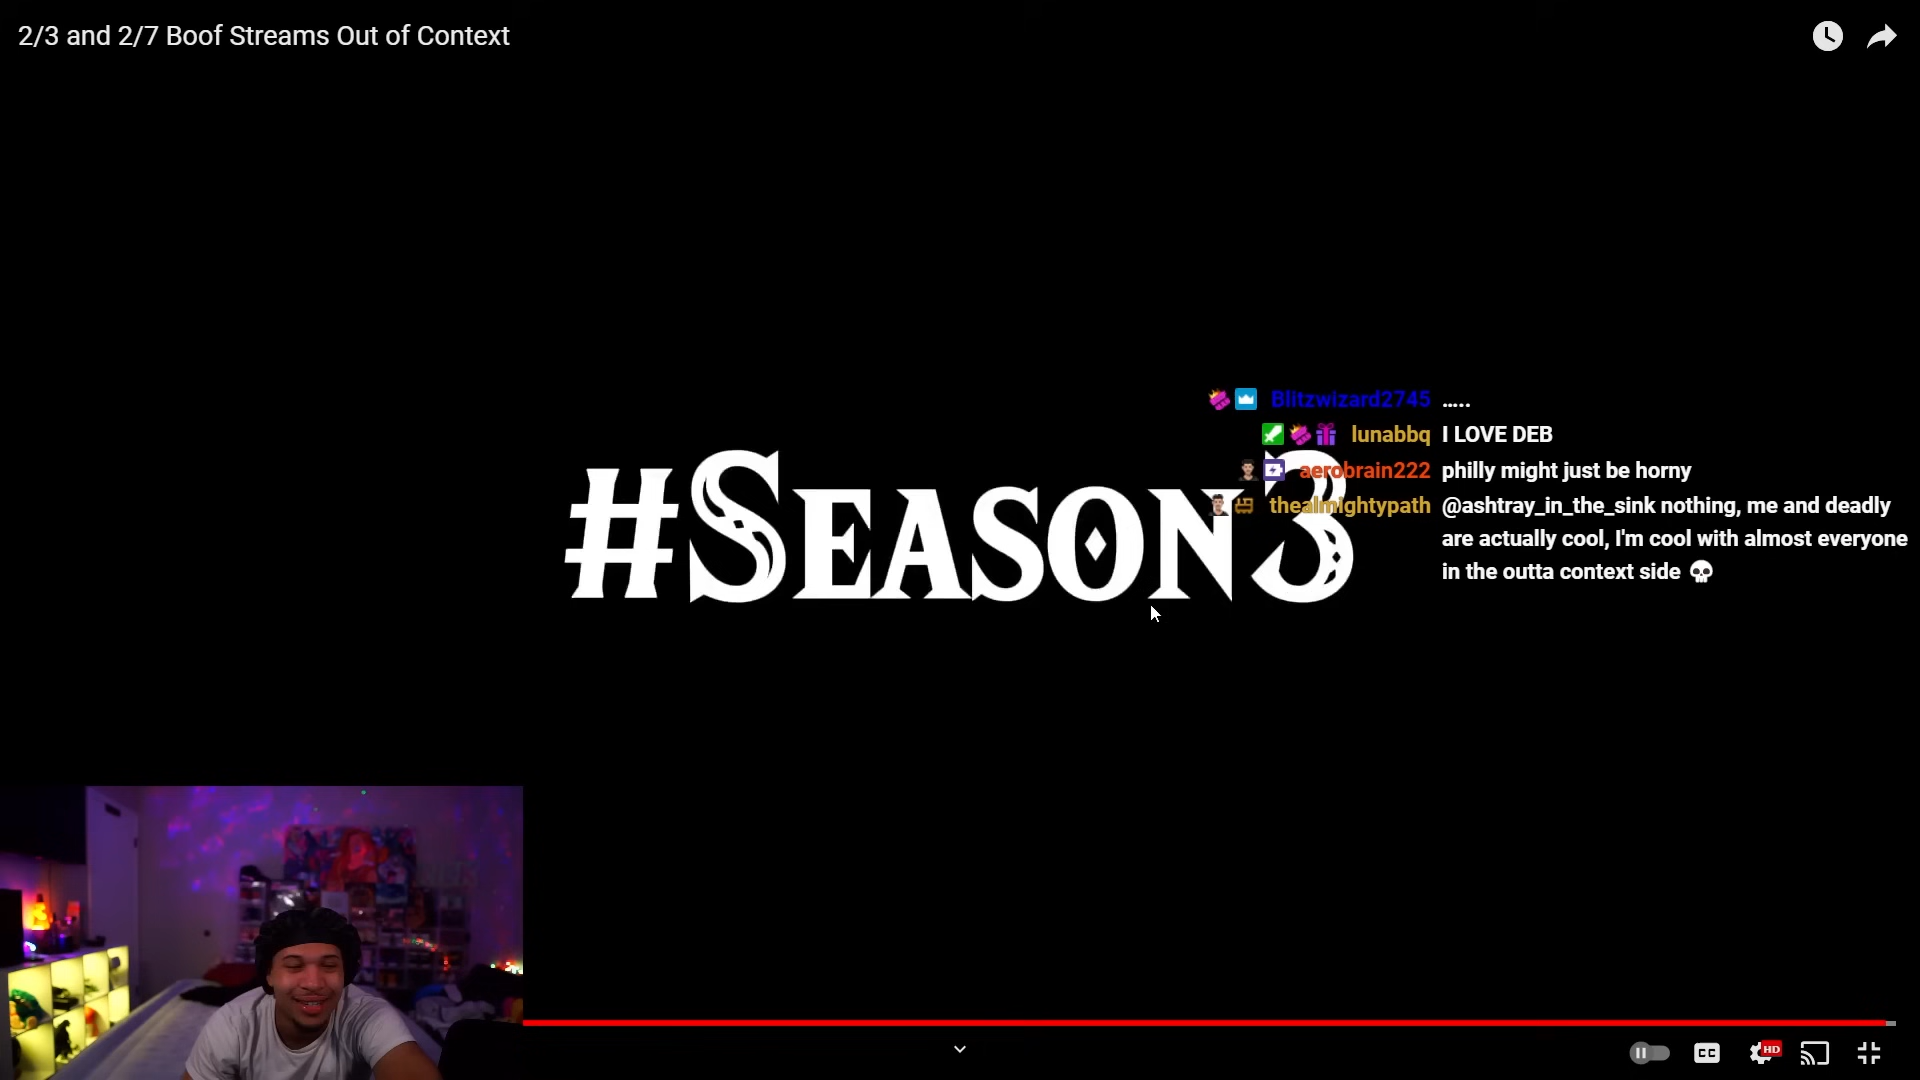 2/3 and 2/7 Boof Streams Out of Context
Blitzwizard2745 .....
lunabbq I LOVE DEB
aerobrain222 philly might just be horny
thealmightypath @ashtray_in_the_sink nothing, me and deadly
are actually cool, I'm cool with almost everyone
in the outta context side 💀
#SEASON3
CC
HD